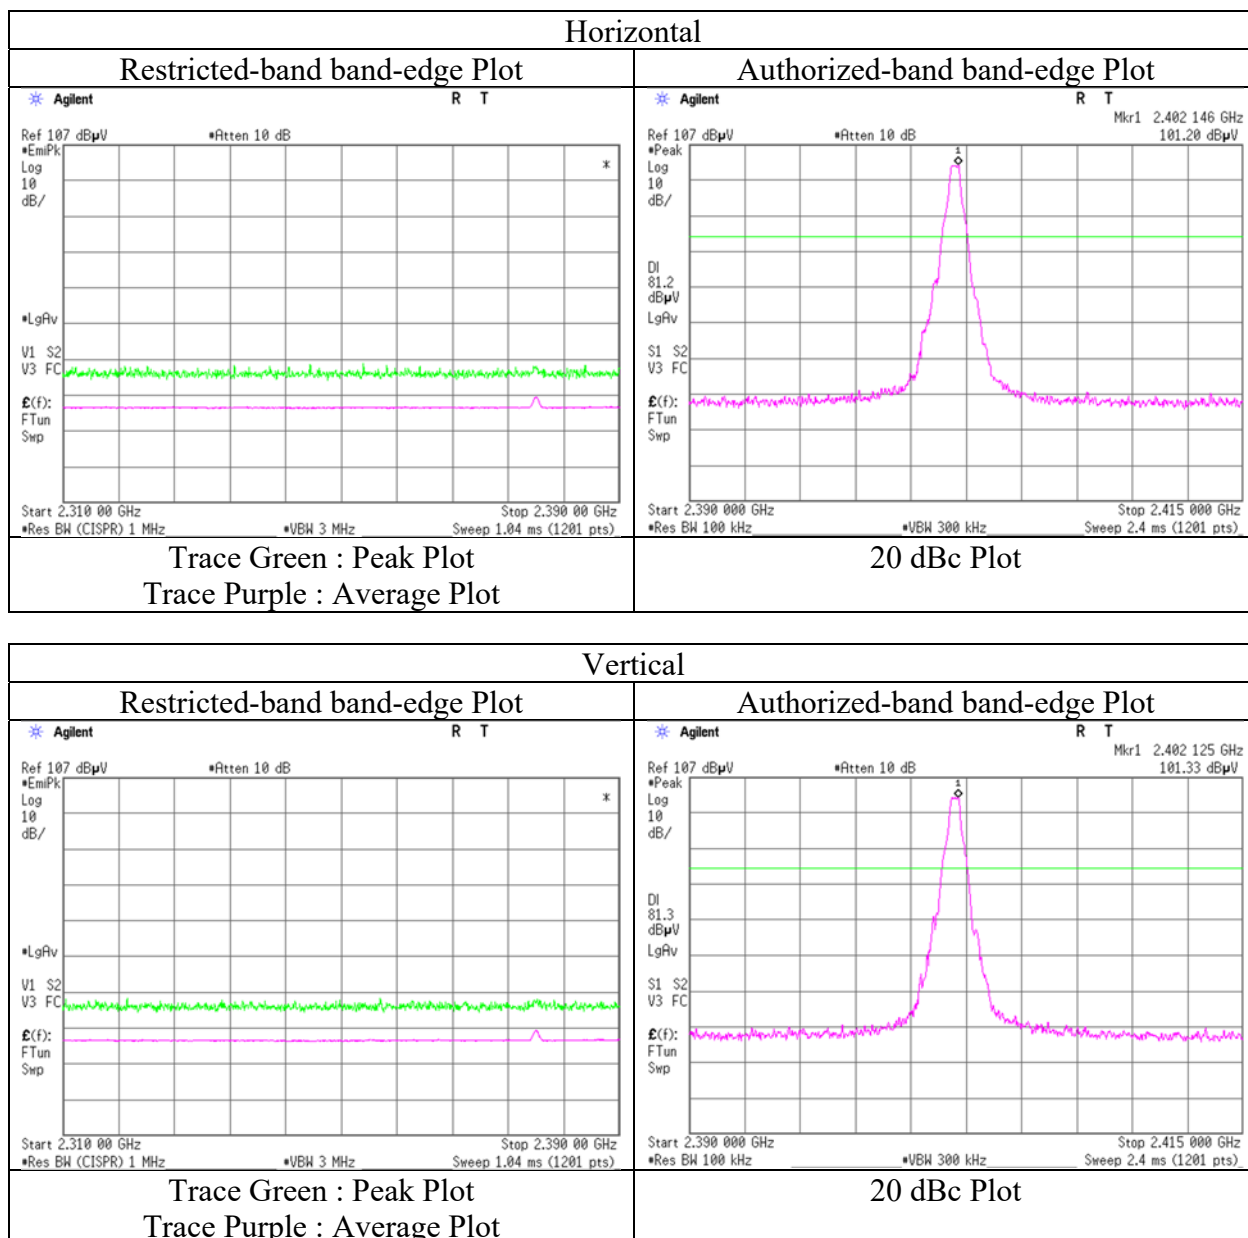 Horizontal
Restricted-band band-edge Plot
Authorized-band band-edge Plot
Agilent R T
Ref 107 dBµV *Atten 10 dB
*EmiPk
Log
10
dB/
*
*LgAv
V1 S2
V3 FC
£(f):
FTun
Swp
Start 2.310 00 GHz Stop 2.390 00 GHz
*Res BW (CISPR) 1 MHz *VBW 3 MHz Sweep 1.04 ms (1201 pts)
Agilent R T
Mkr1 2.402 146 GHz
Ref 107 dBµV *Atten 10 dB 101.20 dBµV
*Peak
Log
10
dB/
1
DI
81.2
dBµV
LgAv
S1 S2
V3 FC
£(f):
FTun
Swp
Start 2.390 000 GHz Stop 2.415 000 GHz
*Res BW 100 kHz *VBW 300 kHz Sweep 2.4 ms (1201 pts)
Trace Green : Peak Plot
Trace Purple : Average Plot
20 dBc Plot
Vertical
Restricted-band band-edge Plot
Authorized-band band-edge Plot
Agilent R T
Ref 107 dBµV *Atten 10 dB
*EmiPk
Log
10
dB/
*
*LgAv
V1 S2
V3 FC
£(f):
FTun
Swp
Start 2.310 00 GHz Stop 2.390 00 GHz
*Res BW (CISPR) 1 MHz *VBW 3 MHz Sweep 1.04 ms (1201 pts)
Agilent R T
Mkr1 2.402 125 GHz
Ref 107 dBµV *Atten 10 dB 101.33 dBµV
*Peak
Log
10
dB/
1
DI
81.3
dBµV
LgAv
S1 S2
V3 FC
£(f):
FTun
Swp
Start 2.390 000 GHz Stop 2.415 000 GHz
*Res BW 100 kHz *VBW 300 kHz Sweep 2.4 ms (1201 pts)
Trace Green : Peak Plot
Trace Purple : Average Plot
20 dBc Plot